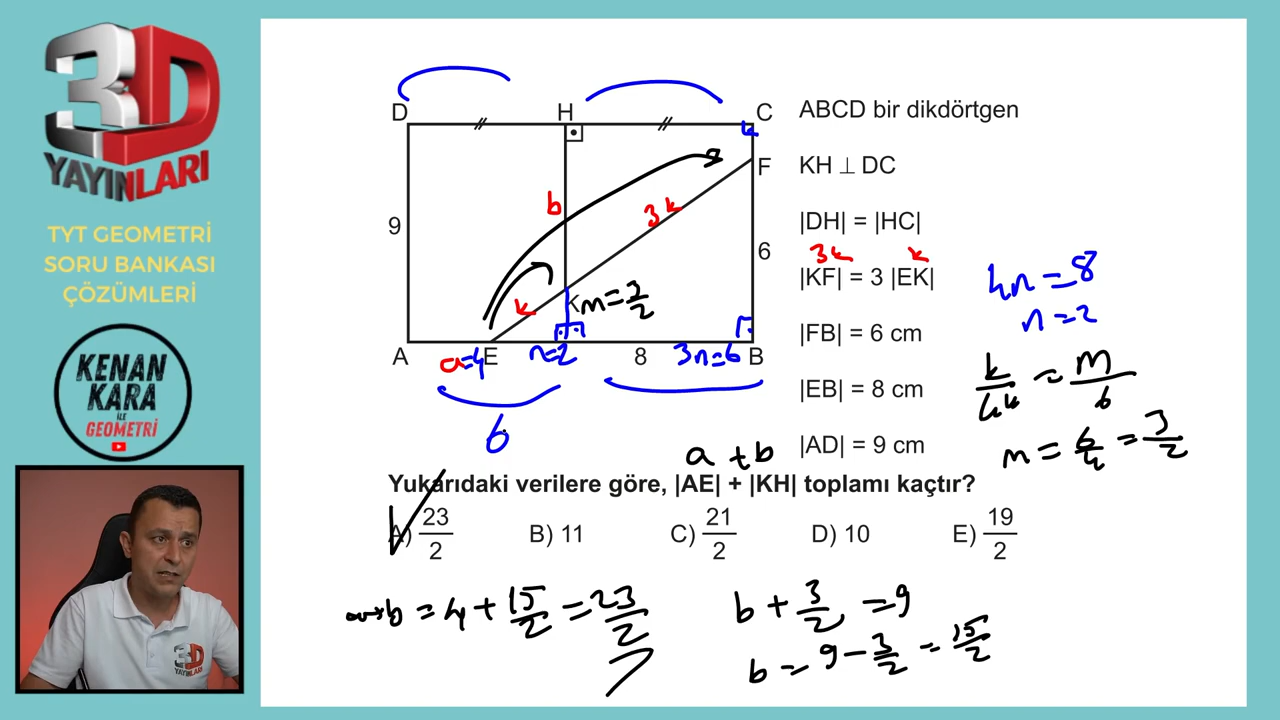 3D
YAYINLARI
TYT GEOMETRİ
SORU BANKASI
ÇÖZÜMLERİ
KENAN
KARA
İLE
GEOMETRİ
3D
YAYINLARI
D H C
k
F
9
b
3k
6
k
K m = 3/2
A a=4 E n=2 8 3n=6 B
6
ABCD bir dikdörtgen
KH ⊥ DC
|DH| = |HC|
3k k
|KF| = 3 |EK|
|FB| = 6 cm
|EB| = 8 cm
|AD| = 9 cm
4n = 8
n = 2
k/4k = m/6
m = 6/4 = 3/2
a + b
Yukarıdaki verilere göre, |AE| + |KH| toplamı kaçtır?
A) 23/2 B) 11 C) 21/2 D) 10 E) 19/2
a+b = 4 + 15/2 = 23/2
b + 3/2 = 9
b = 9 - 3/2 = 15/2